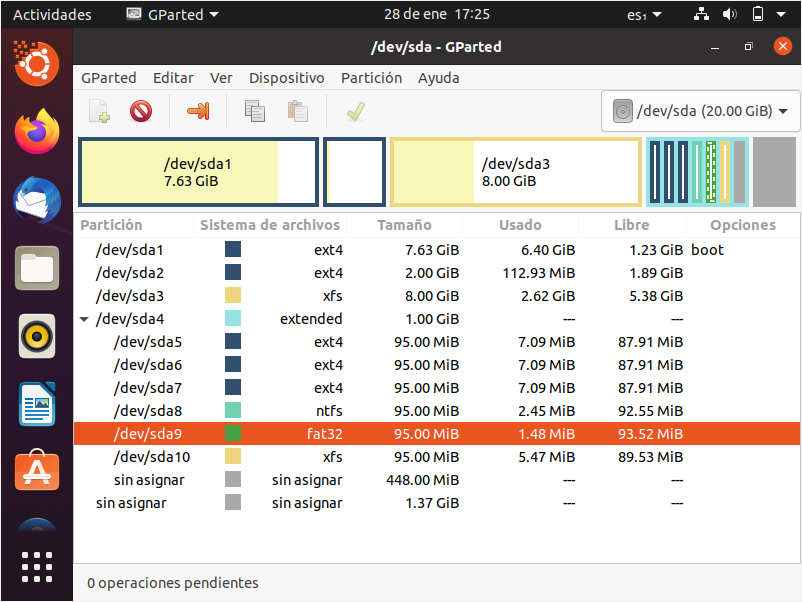 Actividades GParted 28 de ene 17:25 es₁
/dev/sda - GParted
GParted Editar Ver Dispositivo Partición Ayuda
/dev/sda (20.00 GiB)
/dev/sda1 /dev/sda3
7.63 GiB 8.00 GiB
Partición Sistema de archivos Tamaño Usado Libre Opciones
/dev/sda1 ext4 7.63 GiB 6.40 GiB 1.23 GiB boot
/dev/sda2 ext4 2.00 GiB 112.93 MiB 1.89 GiB
/dev/sda3 xfs 8.00 GiB 2.62 GiB 5.38 GiB
/dev/sda4 extended 1.00 GiB --- ---
/dev/sda5 ext4 95.00 MiB 7.09 MiB 87.91 MiB
/dev/sda6 ext4 95.00 MiB 7.09 MiB 87.91 MiB
/dev/sda7 ext4 95.00 MiB 7.09 MiB 87.91 MiB
/dev/sda8 ntfs 95.00 MiB 2.45 MiB 92.55 MiB
/dev/sda9 fat32 95.00 MiB 1.48 MiB 93.52 MiB
/dev/sda10 xfs 95.00 MiB 5.47 MiB 89.53 MiB
sin asignar sin asignar 448.00 MiB --- ---
sin asignar sin asignar 1.37 GiB --- ---
0 operaciones pendientes